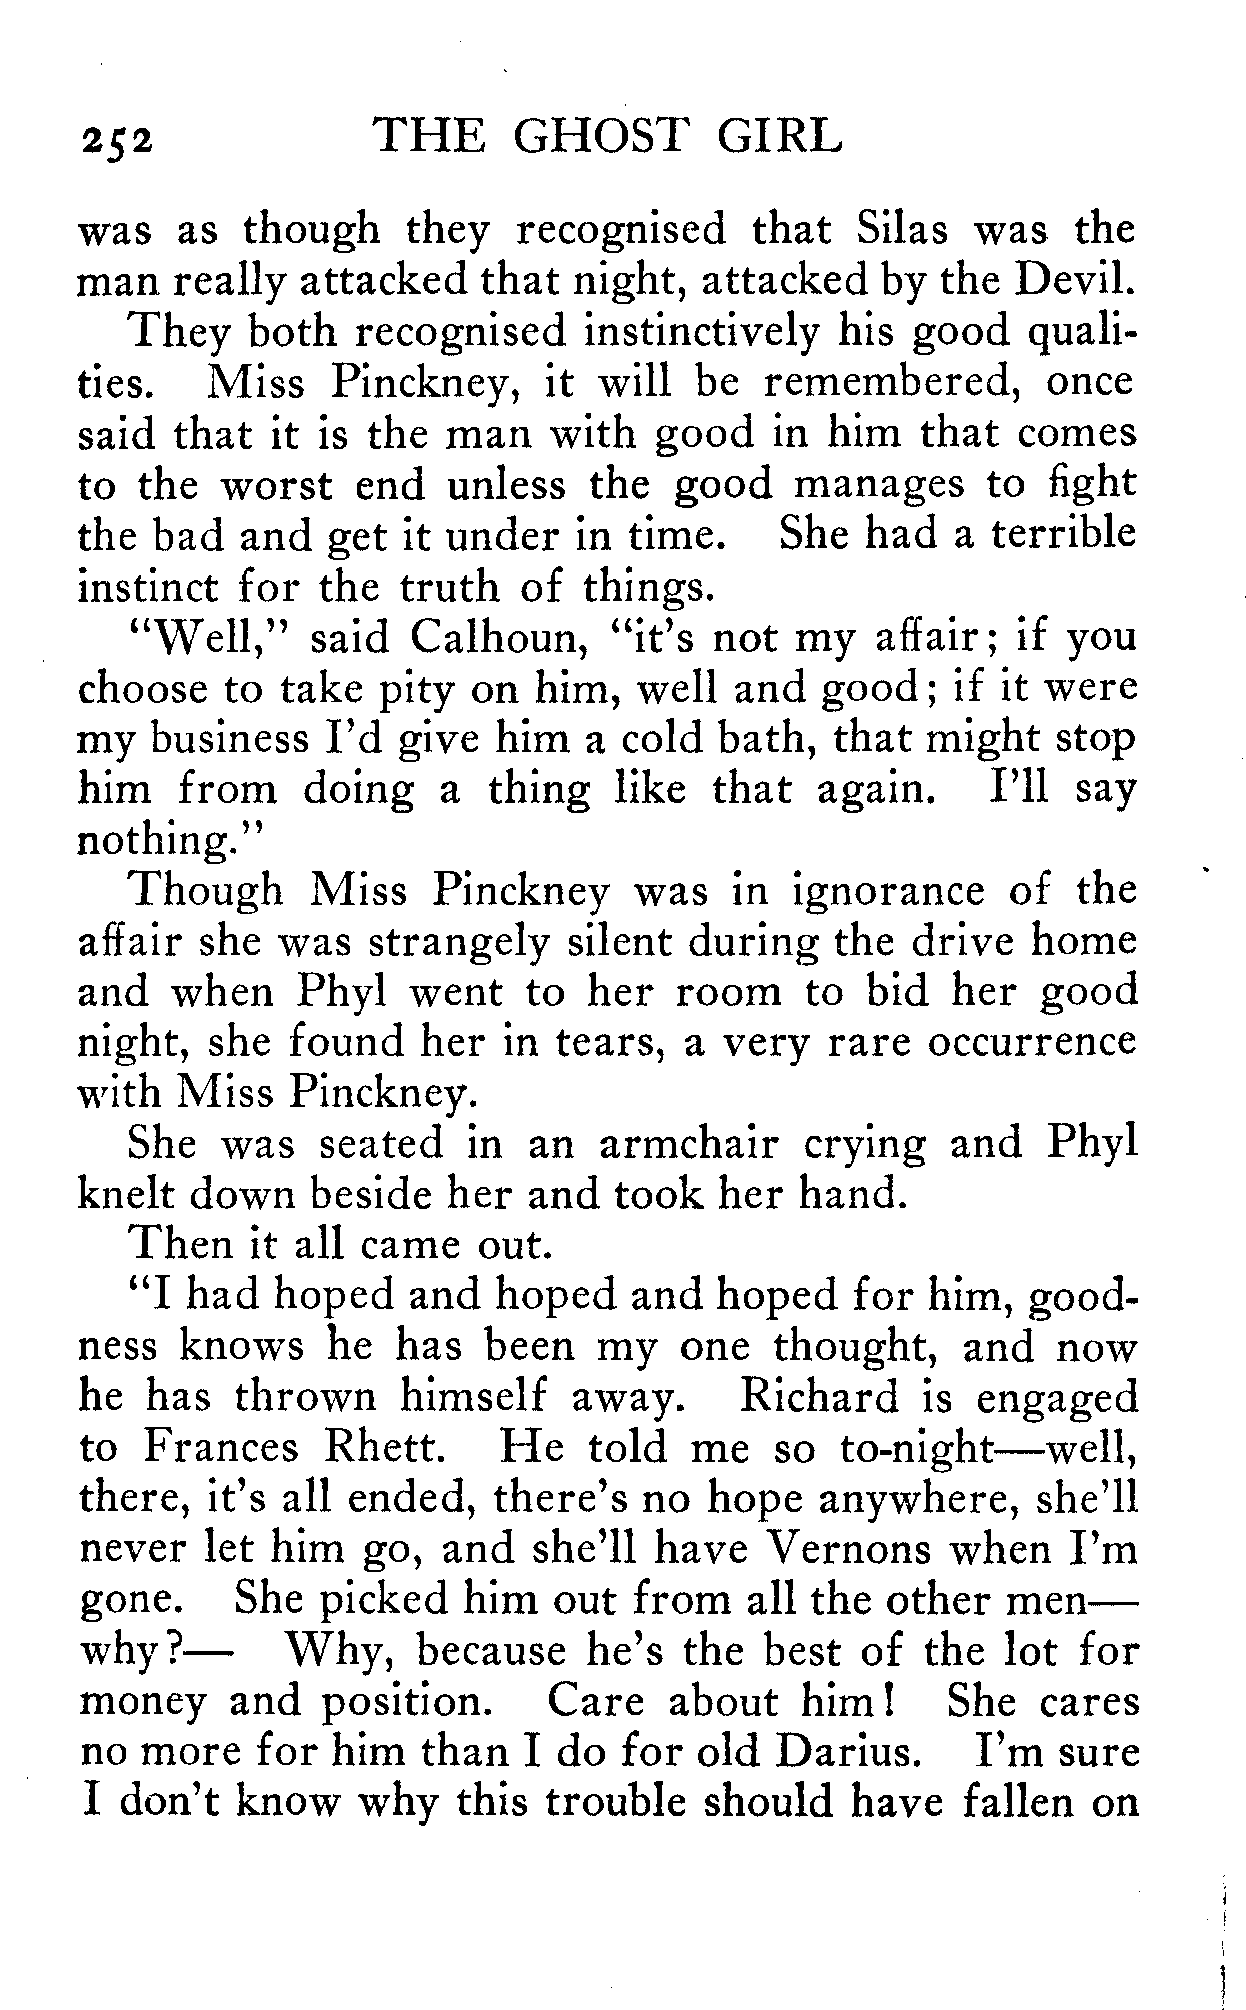 252 THE GHOST GIRL
was as though they recognised that Silas was the
man really attacked that night, attacked by the Devil.
They both recognised instinctively his good quali-
ties. Miss Pinckney, it will be remembered, once
said that it is the man with good in him that comes
to the worst end unless the good manages to fight
the bad and get it under in time. She had a terrible
instinct for the truth of things.
“Well,” said Calhoun, “it’s not my affair; if you
choose to take pity on him, well and good; if it were
my business I’d give him a cold bath, that might stop
him from doing a thing like that again. I’ll say
nothing.”
Though Miss Pinckney was in ignorance of the
affair she was strangely silent during the drive home
and when Phyl went to her room to bid her good
night, she found her in tears, a very rare occurrence
with Miss Pinckney.
She was seated in an armchair crying and Phyl
knelt down beside her and took her hand.
Then it all came out.
“I had hoped and hoped and hoped for him, good-
ness knows he has been my one thought, and now
he has thrown himself away. Richard is engaged
to Frances Rhett. He told me so to-night—well,
there, it’s all ended, there’s no hope anywhere, she’ll
never let him go, and she’ll have Vernons when I’m
gone. She picked him out from all the other men—
why?— Why, because he’s the best of the lot for
money and position. Care about him! She cares
no more for him than I do for old Darius. I’m sure
I don’t know why this trouble should have fallen on